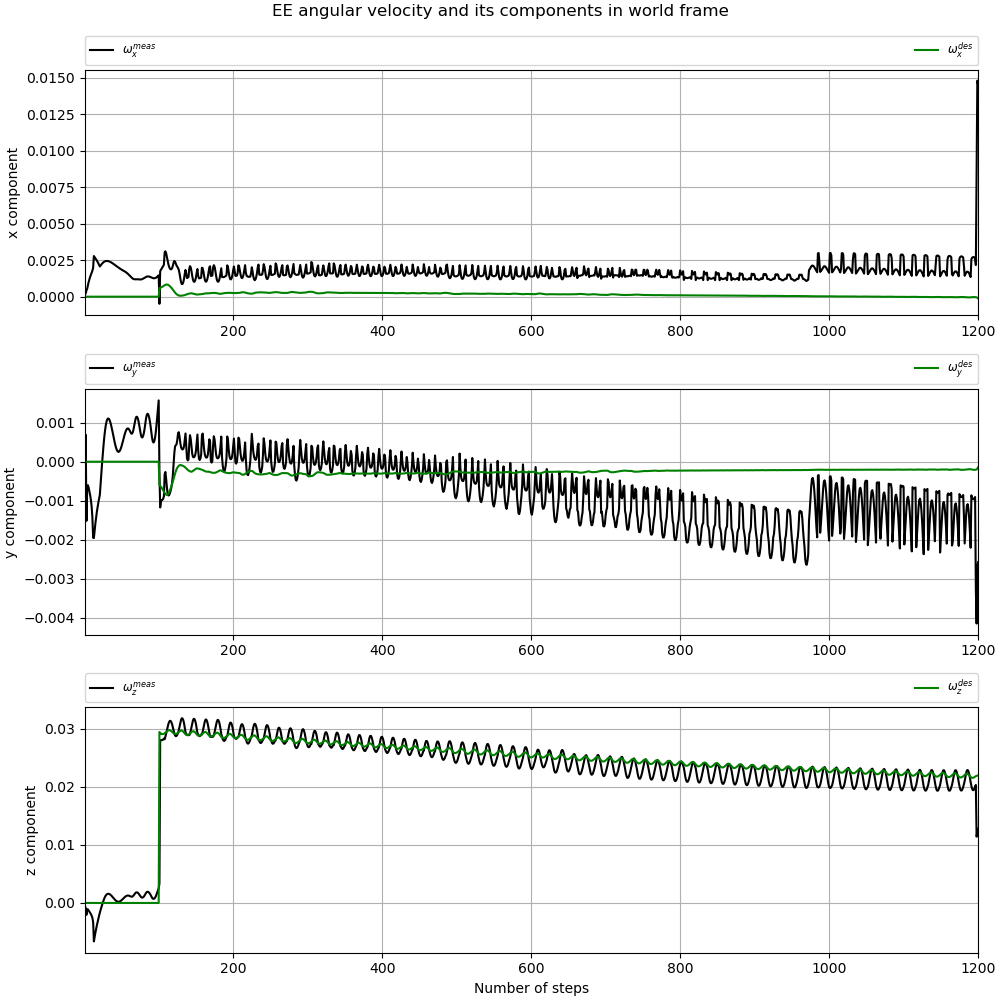 EE angular velocity and its components in world frame
ω_x^meas ω_x^des
0.0150
0.0125
0.0100
0.0075
0.0050
0.0025
0.0000
x component
200 400 600 800 1000 1200
ω_y^meas ω_y^des
0.001
0.000
−0.001
−0.002
−0.003
−0.004
y component
200 400 600 800 1000 1200
ω_z^meas ω_z^des
0.03
0.02
0.01
0.00
z component
200 400 600 800 1000 1200
Number of steps